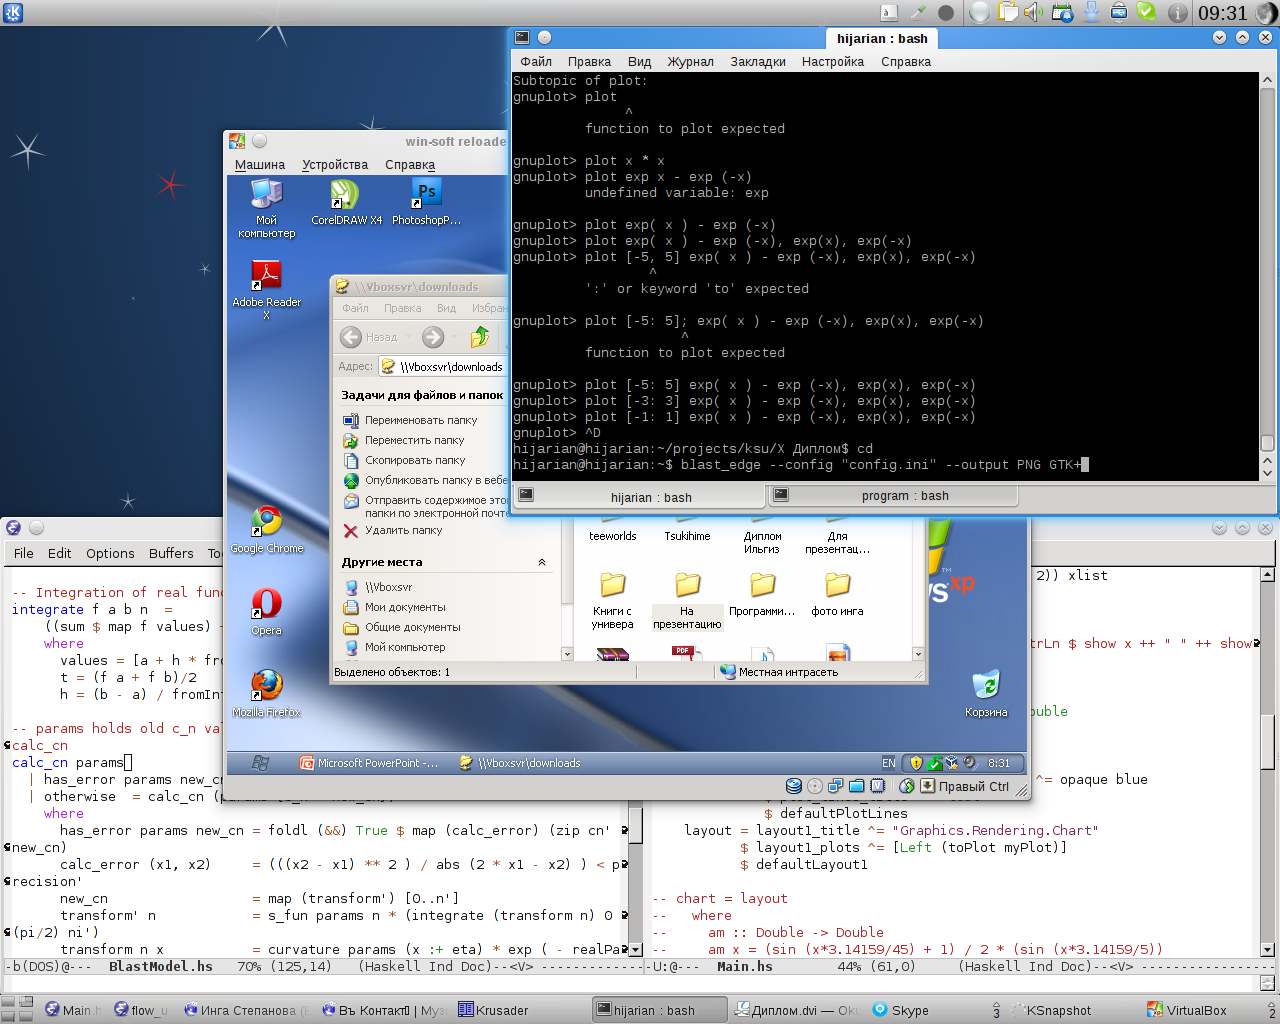 à
09:31
hijarian : bash
Файл Правка Вид Журнал Закладки Настройка Справка
Subtopic of plot:
gnuplot> plot
^
function to plot expected
gnuplot> plot x * x
gnuplot> plot exp x - exp (-x)
undefined variable: exp
gnuplot> plot exp( x ) - exp (-x)
gnuplot> plot exp( x ) - exp (-x), exp(x), exp(-x)
gnuplot> plot [-5, 5] exp( x ) - exp (-x), exp(x), exp(-x)
^
':' or keyword 'to' expected
gnuplot> plot [-5: 5]; exp( x ) - exp (-x), exp(x), exp(-x)
^
function to plot expected
gnuplot> plot [-5: 5] exp( x ) - exp (-x), exp(x), exp(-x)
gnuplot> plot [-3: 3] exp( x ) - exp (-x), exp(x), exp(-x)
gnuplot> plot [-1: 1] exp( x ) - exp (-x), exp(x), exp(-x)
gnuplot> ^D
hijarian@hijarian:~/projects/ksu/X Диплом$ cd
hijarian@hijarian:~$ blast_edge --config "config.ini" --output PNG GTK+
hijarian : bash
program : bash
win-soft reloade
Машина Устройства Справка
Мой компьютер
CorelDRAW X4
PhotoshopP...
Adobe Reader X
Google Chrome
Opera
Mozilla Firefox
\\Vboxsvr\downloads
Файл Правка Вид Избран
Назад
Адрес: \\Vboxsvr\downloads
Задачи для файлов и папок
Переименовать папку
Переместить папку
Скопировать папку
Опубликовать папку в вебе
Отправить содержимое этой
папки по электронной почте
Удалить папку
Другие места
\\Vboxsvr
Мои документы
Общие документы
Мой компьютер
teeworlds
Tsukihime
Диплом Ильгиз
Для презентац...
Книги с универа
На презентацию
Программи...
фото инга
PDF
Выделено объектов: 1
Местная интрасеть
ws xp
™
Корзина
Microsoft PowerPoint -...
\\Vboxsvr\downloads
EN
8:31
Правый Ctrl
File Edit Options Buffers
-- Integration of real func
integrate f a b n =
((sum $ map f values)
where
values = [a + h * fro
t = (f a + f b)/2
h = (b - a) / fromInt
-- params holds old c_n val
calc_cn
calc_cn params
| has_error params new_cn
| otherwise = calc_cn
where
has_error params new_cn = foldl (&&) True $ map (calc_error) (zip cn'
new_cn)
calc_error (x1, x2) = (((x2 - x1) ** 2 ) / abs (2 * x1 - x2) ) < p
recision'
new_cn = map (transform') [0..n']
transform' n = s_fun params n * (integrate (transform n) 0
(pi/2) ni')
transform n x = curvature params (x :+ eta) * exp ( - realPa
-b(DOS)@--- BlastModel.hs 70% (125,14) (Haskell Ind Doc)--<V> -------------
2)) xlist
trLn $ show x ++ " " ++ show
ouble
^= opaque blue
$ defaultPlotLines
layout = layout1_title ^= "Graphics.Rendering.Chart"
$ layout1_plots ^= [Left (toPlot myPlot)]
$ defaultLayout1
-- chart = layout
-- where
-- am :: Double -> Double
-- am x = (sin (x*3.14159/45) + 1) / 2 * (sin (x*3.14159/5))
-U:@--- Main.hs 44% (61,0) (Haskell Ind Doc)--<V>--------------
Main.h
flow_u
Инга Степанова (
Въ Контакт
Krusader
hijarian : bash
Диплом.dvi — Oku
Skype
3
KSnapshot
VirtualBox
2